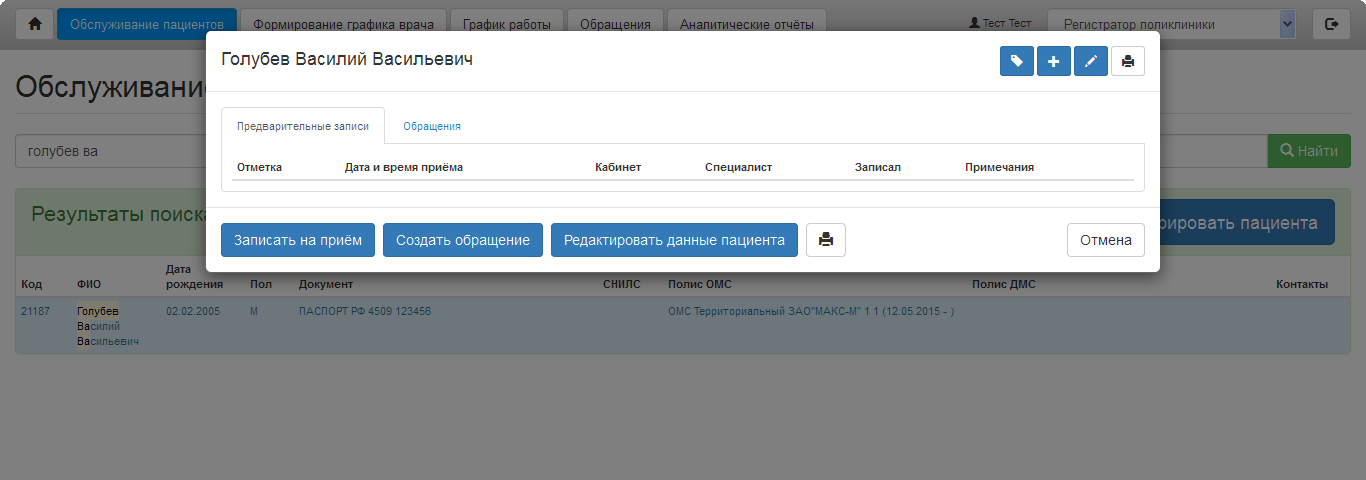 Обслуживание пациентов Формирование графика врача График работы Обращения Аналитические отчёты Тест Тест Регистратор поликлиники
Голубев Василий Васильевич
Обслуживание
Предварительные записи Обращения
голубев ва
Найти
Отметка Дата и время приёма Кабинет Специалист Записал Примечания
Результаты поиска
Записать на приём Создать обращение Редактировать данные пациента Отмена
пациента
Код ФИО Дата рождения Пол Документ СНИЛС Полис ОМС Полис ДМС Контакты
21187 Голубев 02.02.2005 М ПАСПОРТ РФ 4509 123456 ОМС Территориальный ЗАО"МАКС-М" 1 1 (12.05.2015 - )
Василий
Васильевич